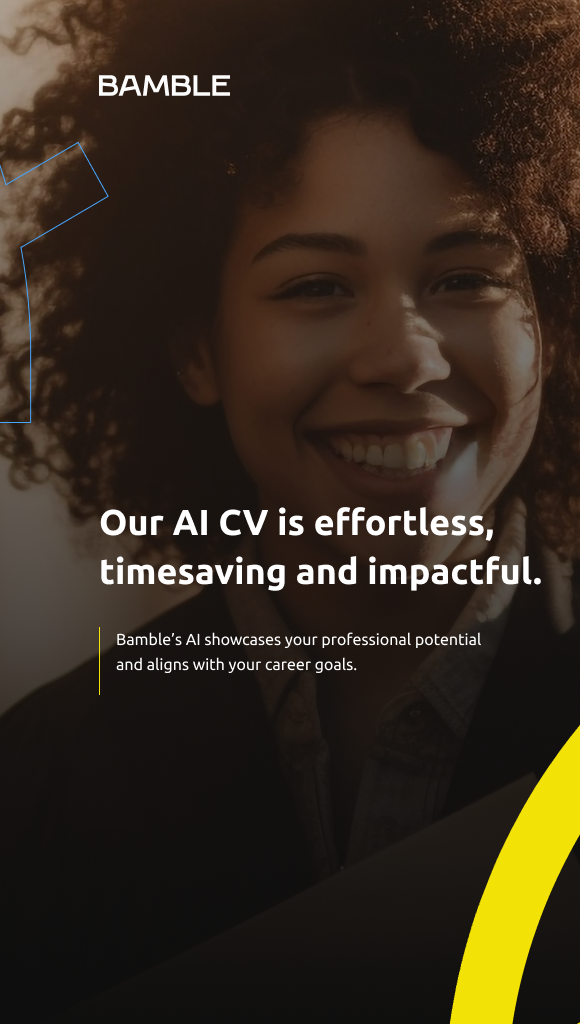 BAMBLE
Our AI CV is effortless,
timesaving and impactful.
Bamble’s AI showcases your professional potential
and aligns with your career goals.